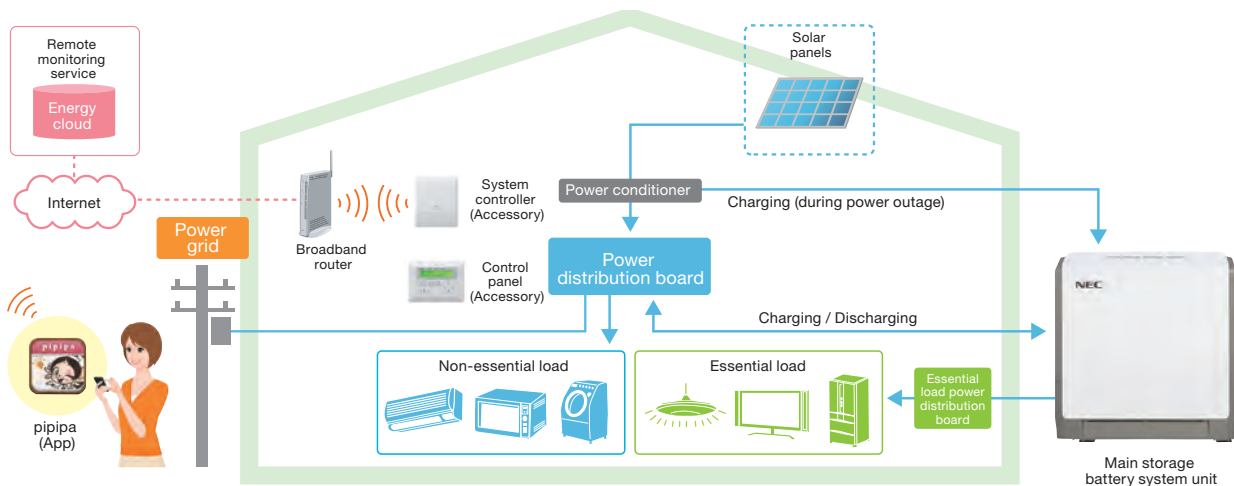 Remote
monitoring
service
Energy
cloud
Internet
Power
grid
pipipa
pipipa
(App)
Broadband
router
System
controller
(Accessory)
Control
panel
(Accessory)
Solar
panels
Power conditioner
Charging (during power outage)
Power
distribution board
Charging / Discharging
Non-essential load
Essential load
Essential
load power
distribution
board
NEC
Main storage
battery system unit